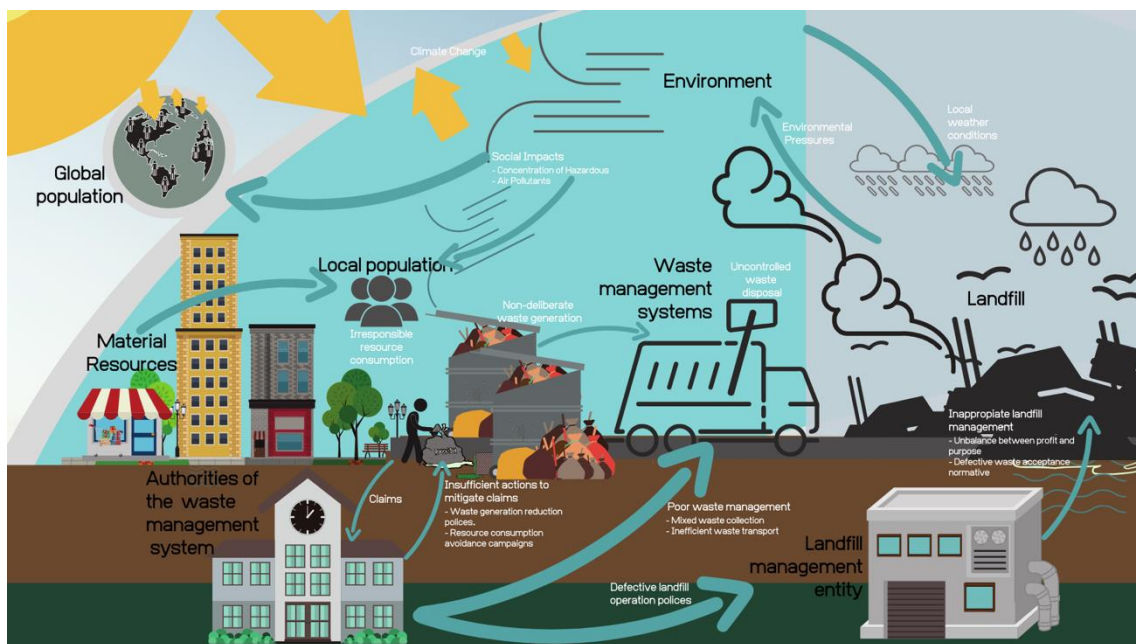 Climate Change
Environment
Local
weather
conditions
Environmental
Pressures
Social Impacts
- Concentration of Hazardous
- Air Pollutants
Global
population
Local population
Waste
management
systems
Uncontrolled
waste
disposal
Landfill
Non-deliberate
waste generation
Material
Resources
Irresponsible
resource
consumption
Inappropiate landfill
management
- Unbalance between profit and
purpose
- Defective waste acceptance
normative
Authorities of
the waste
management
system
Claims
Insufficient actions to
mitigate claims
- Waste generation reduction
polices.
- Resource consumption
avoidance campaigns
Poor waste management
- Mixed waste collection
- Inefficient waste transport
Landfill
management
entity
Defective landfill
operation polices